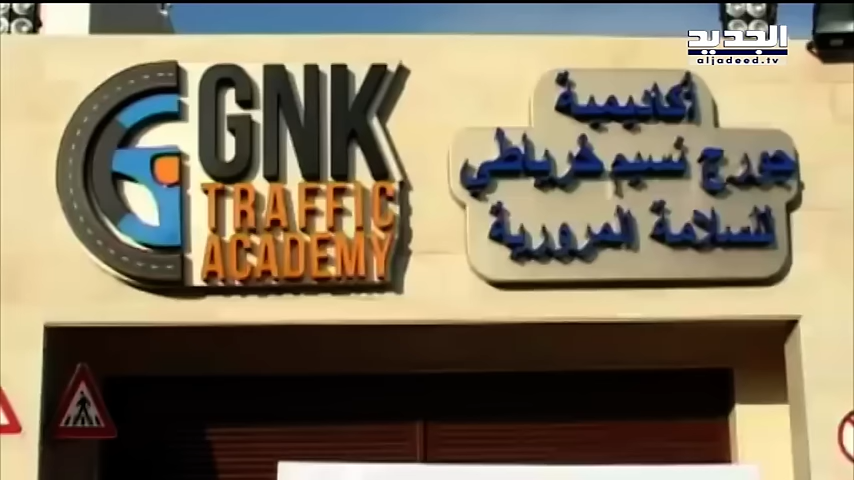 الجديد
aljadeed.tv
GNK
TRAFFIC
ACADEMY
أكاديمية
جورج نسيم خرياطي
للسلامة المرورية